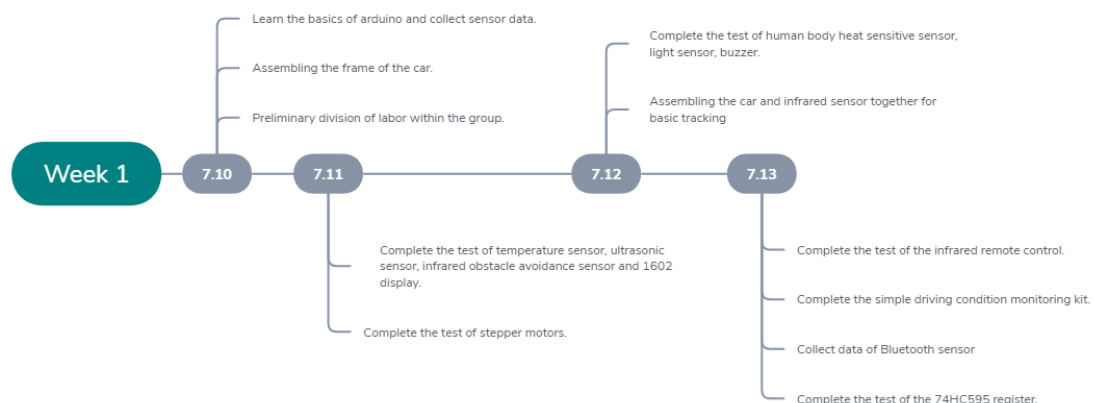 Week 1
7.10
Learn the basics of arduino and collect sensor data.
Assembling the frame of the car.
Preliminary division of labor within the group.
7.11
Complete the test of temperature sensor, ultrasonic
sensor, infrared obstacle avoidance sensor and 1602
display.
Complete the test of stepper motors.
7.12
Complete the test of human body heat sensitive sensor,
light sensor, buzzer.
Assembling the car and infrared sensor together for
basic tracking
7.13
Complete the test of the infrared remote control.
Complete the simple driving condition monitoring kit.
Collect data of Bluetooth sensor
Complete the test of the 74HC595 register.